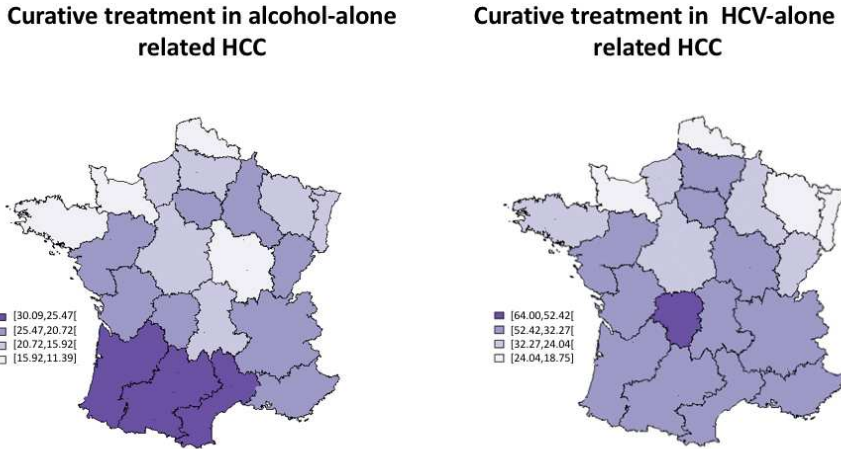 Curative treatment in alcohol-alone
related HCC
Curative treatment in HCV-alone
related HCC
[30.09,25.47[
[25.47,20.72[
[20.72,15.92[
[15.92,11.39]
[64.00,52.42[
[52.42,32.27[
[32.27,24.04[
[24.04,18.75]